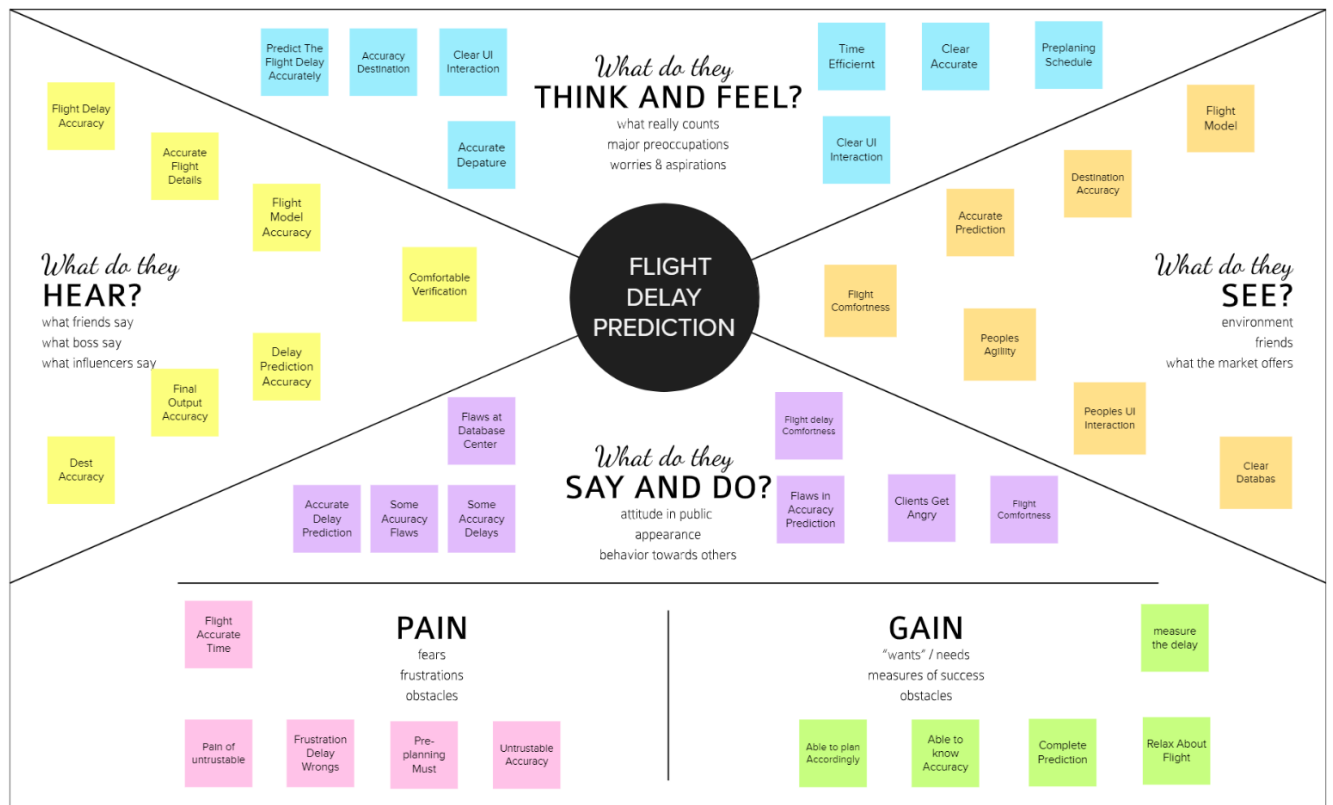 What do they
THINK AND FEEL?
what really counts
major preoccupations
worries & aspirations
Predict The
Flight Delay
Accurately
Accuracy
Destination
Clear UI
Interaction
Accurate
Depature
Time
Efficiernt
Clear
Accurate
Preplaning
Schedule
Clear UI
Interaction
What do they
HEAR?
what friends say
what boss say
what influencers say
Flight Delay
Accuracy
Accurate
Flight
Details
Flight
Model
Accuracy
Comfortable
Verification
Delay
Prediction
Accuracy
Final
Output
Accuracy
Dest
Accuracy
FLIGHT
DELAY
PREDICTION
What do they
SEE?
environment
friends
what the market offers
Flight
Model
Destination
Accuracy
Accurate
Prediction
Flight
Comfortness
Peoples
Agility
Peoples UI
Interaction
Clear
Databas
What do they
SAY AND DO?
attitude in public
appearance
behavior towards others
Flaws at
Database
Center
Accurate
Delay
Prediction
Some
Acuuracy
Flaws
Some
Accuracy
Delays
Flight delay
Comfortness
Flaws in
Accuracy
Prediction
Clients Get
Angry
Flight
Comfortness
PAIN
fears
frustrations
obstacles
Flight
Accurate
Time
Pain of
untrustable
Frustration
Delay
Wrongs
Pre-
planning
Must
Untrustable
Accuracy
GAIN
"wants" / needs
measures of success
obstacles
measure
the delay
Able to plan
Accordingly
Able to
know
Accuracy
Complete
Prediction
Relax About
Flight